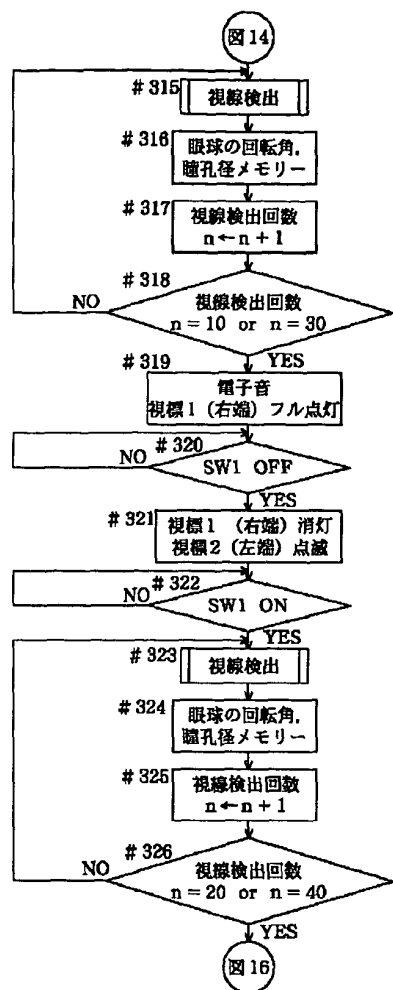 図14
#315
視線検出
#316
眼球の回転角,
瞳孔径メモリー
#317
視線検出回数
n←n+1
#318
視線検出回数
n=10 or n=30
NO
YES
#319
電子音
視標1(右端)フル点灯
#320
NO
SW1 OFF
YES
#321
視標1 (右端)消灯
視標2(左端)点滅
#322
NO
SW1 ON
YES
#323
視線検出
#324
眼球の回転角,
瞳孔径メモリー
#325
視線検出回数
n←n+1
#326
NO
視線検出回数
n=20 or n=40
YES
図16